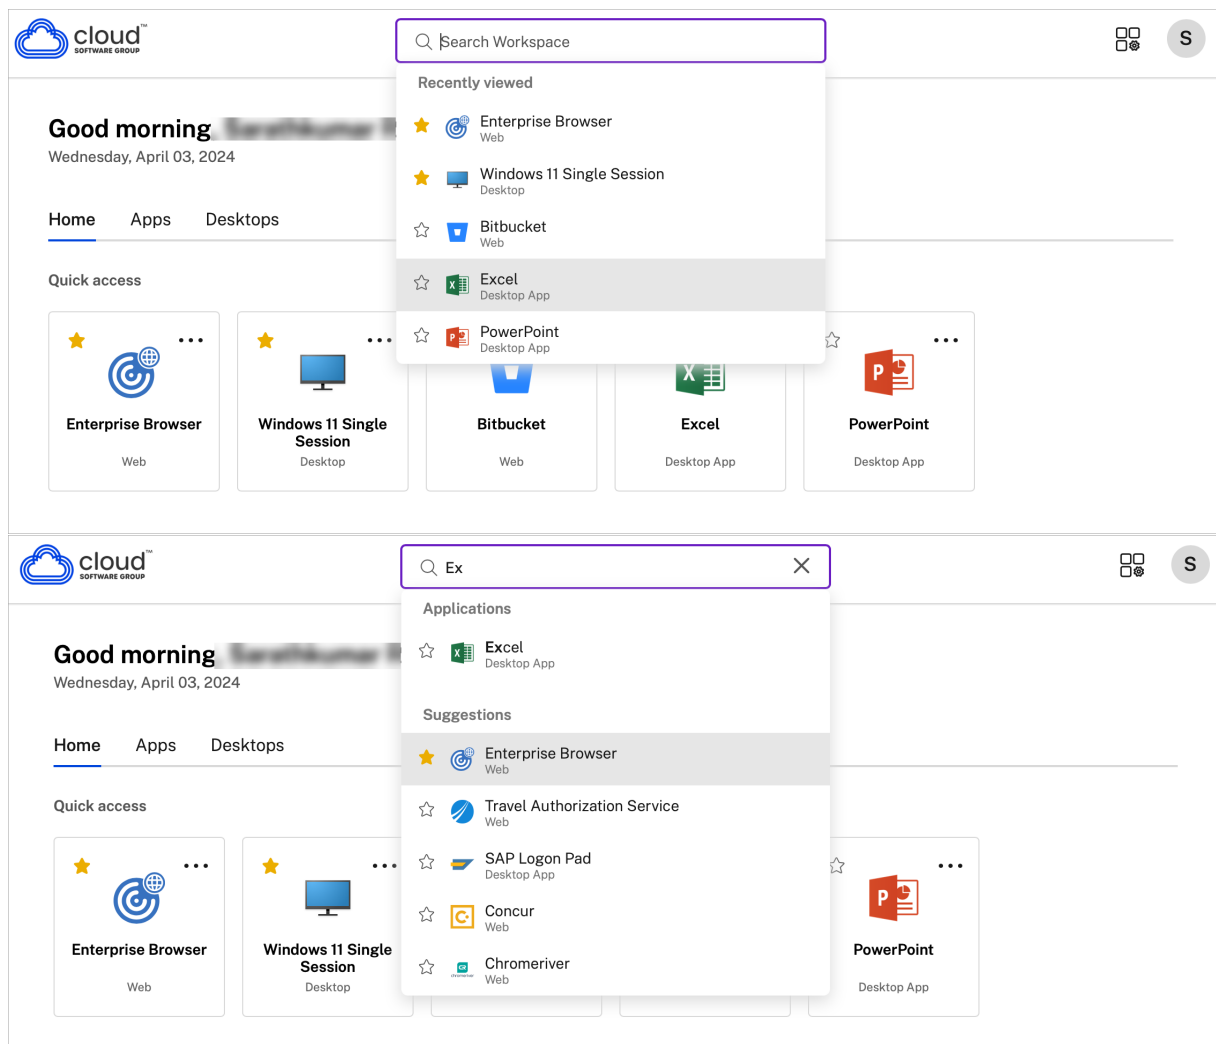 cloud™
SOFTWARE GROUP
Search Workspace
S
Recently viewed
Enterprise Browser
Web
Windows 11 Single Session
Desktop
Bitbucket
Web
Excel
Desktop App
PowerPoint
Desktop App
Good morning,
Wednesday, April 03, 2024
Home Apps Desktops
Quick access
Enterprise Browser
Web
Windows 11 Single
Session
Desktop
Bitbucket
Web
Excel
Desktop App
PowerPoint
Desktop App
cloud™
SOFTWARE GROUP
Ex
S
Applications
Excel
Desktop App
Suggestions
Enterprise Browser
Web
Travel Authorization Service
Web
SAP Logon Pad
Desktop App
Concur
Web
Chromeriver
Web
Good morning,
Wednesday, April 03, 2024
Home Apps Desktops
Quick access
Enterprise Browser
Web
Windows 11 Single
Session
Desktop
PowerPoint
Desktop App